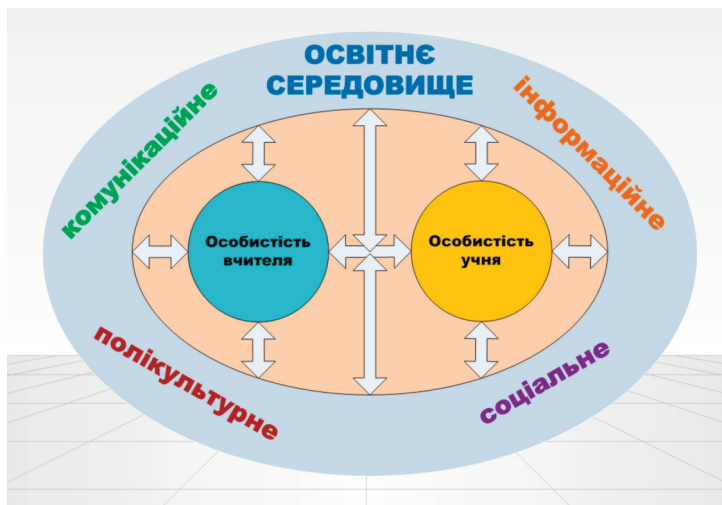 ОСВІТНЄ
СЕРЕДОВИЩЕ
комунікаційне
інформаційне
Особистість
вчителя
Особистість
учня
полікультурне
соціальне